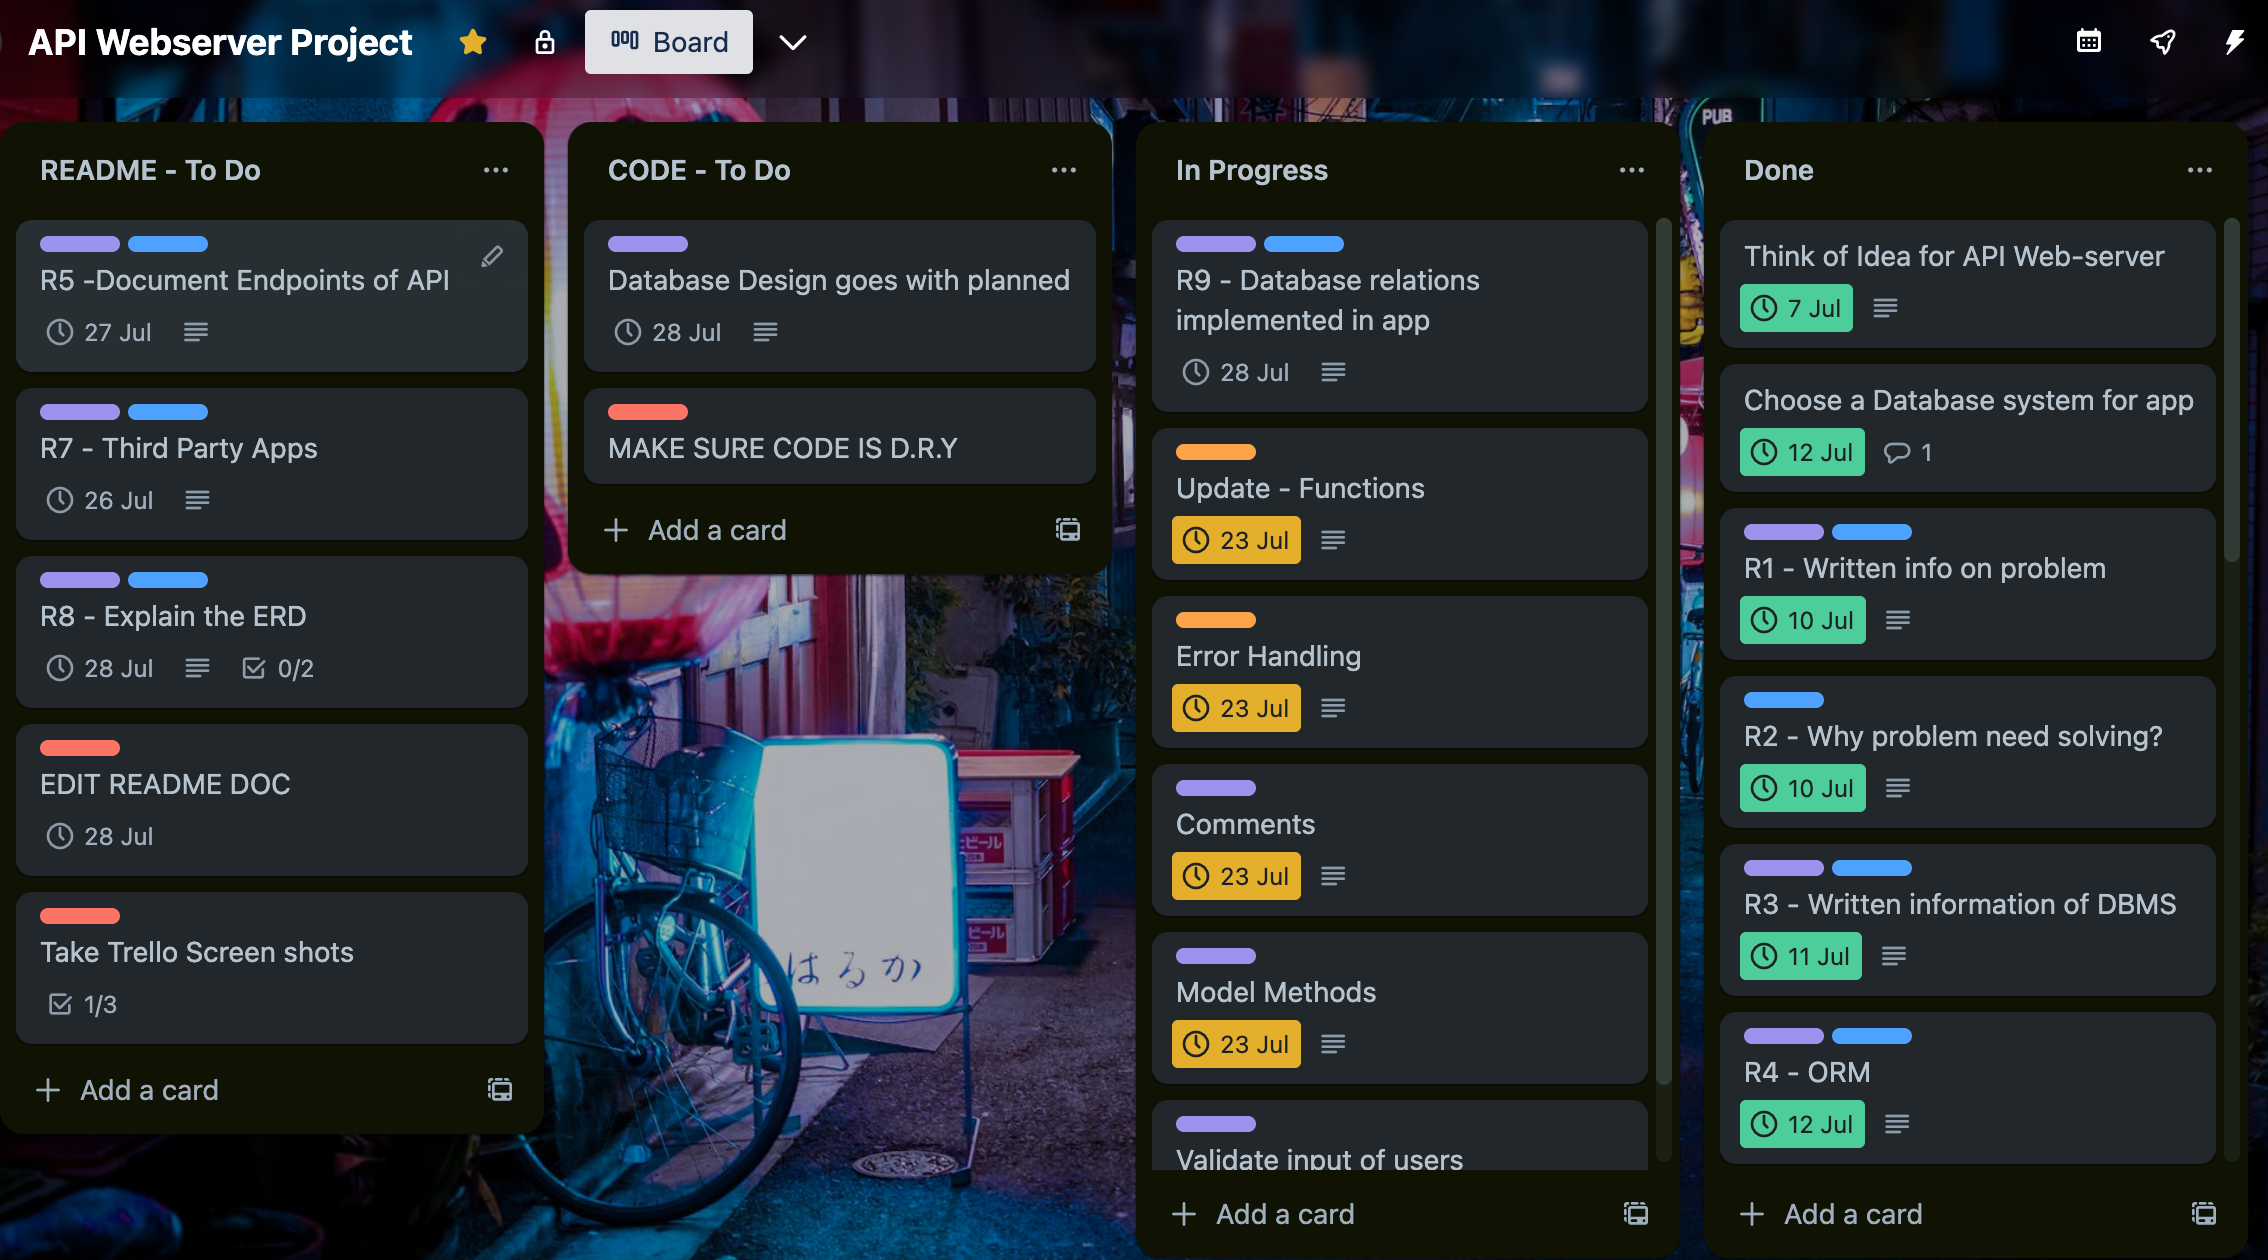 API Webserver Project
Board
PUB
README - To Do
R5 -Document Endpoints of API
27 Jul
R7 - Third Party Apps
26 Jul
R8 - Explain the ERD
28 Jul 0/2
EDIT README DOC
28 Jul
Take Trello Screen shots
1/3
Add a card
CODE - To Do
Database Design goes with planned
28 Jul
MAKE SURE CODE IS D.R.Y
Add a card
はるか
In Progress
R9 - Database relations
implemented in app
28 Jul
Update - Functions
23 Jul
Error Handling
23 Jul
Comments
23 Jul
Model Methods
23 Jul
Validate input of users
Add a card
Done
Think of Idea for API Web-server
7 Jul
Choose a Database system for app
12 Jul 1
R1 - Written info on problem
10 Jul
R2 - Why problem need solving?
10 Jul
R3 - Written information of DBMS
11 Jul
R4 - ORM
12 Jul
Add a card